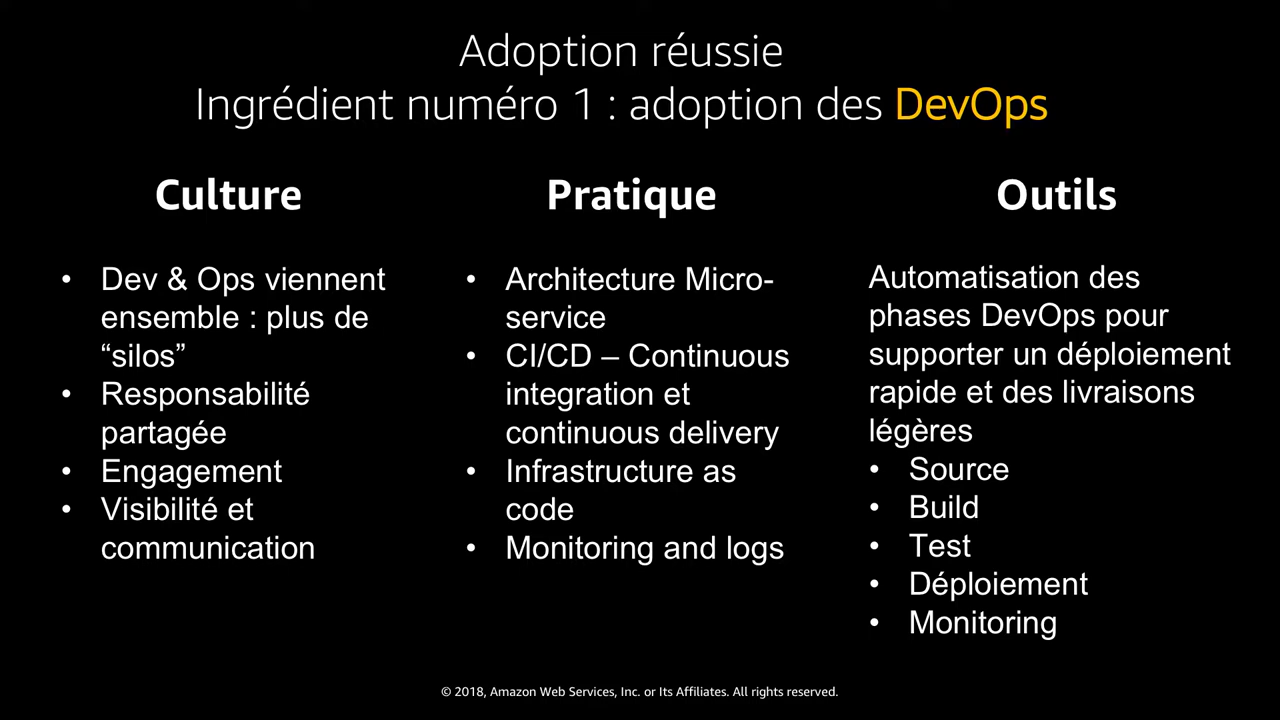 Adoption réussie
Ingrédient numéro 1 : adoption des DevOps
Culture
• Dev & Ops viennent
ensemble : plus de
“silos”
• Responsabilité
partagée
• Engagement
• Visibilité et
communication
Pratique
• Architecture Micro-
service
• CI/CD – Continuous
integration et
continuous delivery
• Infrastructure as
code
• Monitoring and logs
Outils
Automatisation des
phases DevOps pour
supporter un déploiement
rapide et des livraisons
légères
• Source
• Build
• Test
• Déploiement
• Monitoring
© 2018, Amazon Web Services, Inc. or Its Affiliates. All rights reserved.